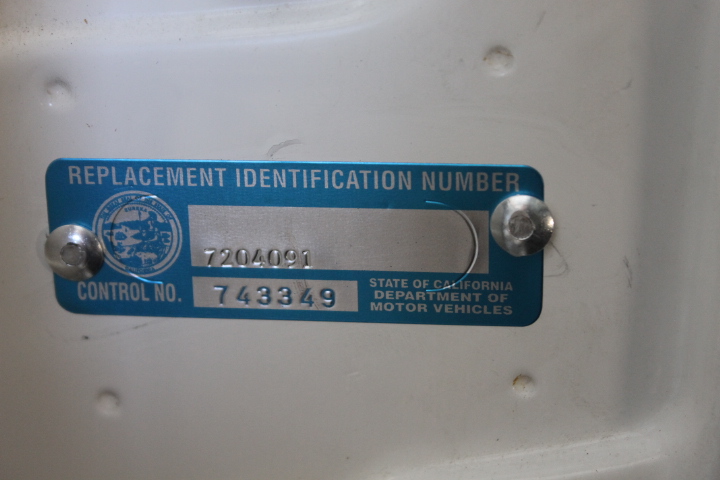 REPLACEMENT IDENTIFICATION NUMBER
7204091
CONTROL NO.
743349
STATE OF CALIFORNIA
DEPARTMENT OF
MOTOR VEHICLES